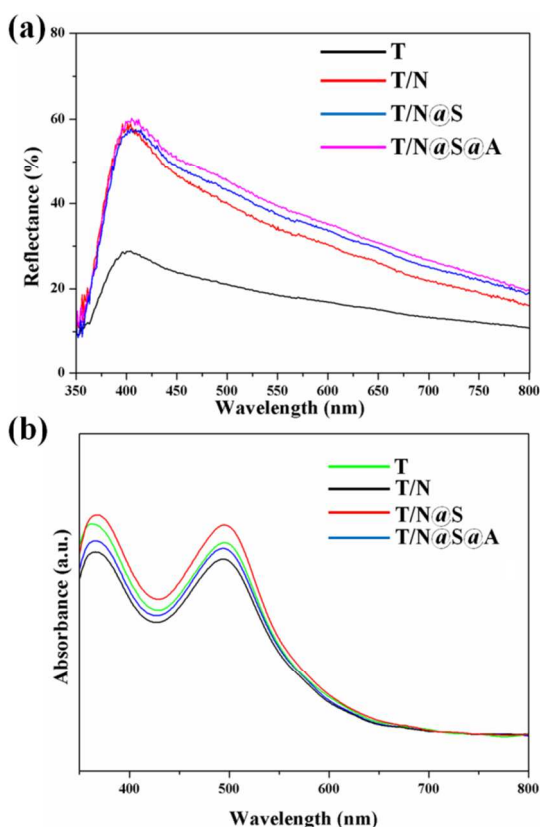 (a)
80
60
40
20
0
Reflectance (%)
T
T/N
T/N@S
T/N@S@A
350 400 450 500 550 600 650 700 750 800
Wavelength (nm)
(b)
Absorbance (a.u.)
T
T/N
T/N@S
T/N@S@A
400 500 600 700 800
Wavelength (nm)